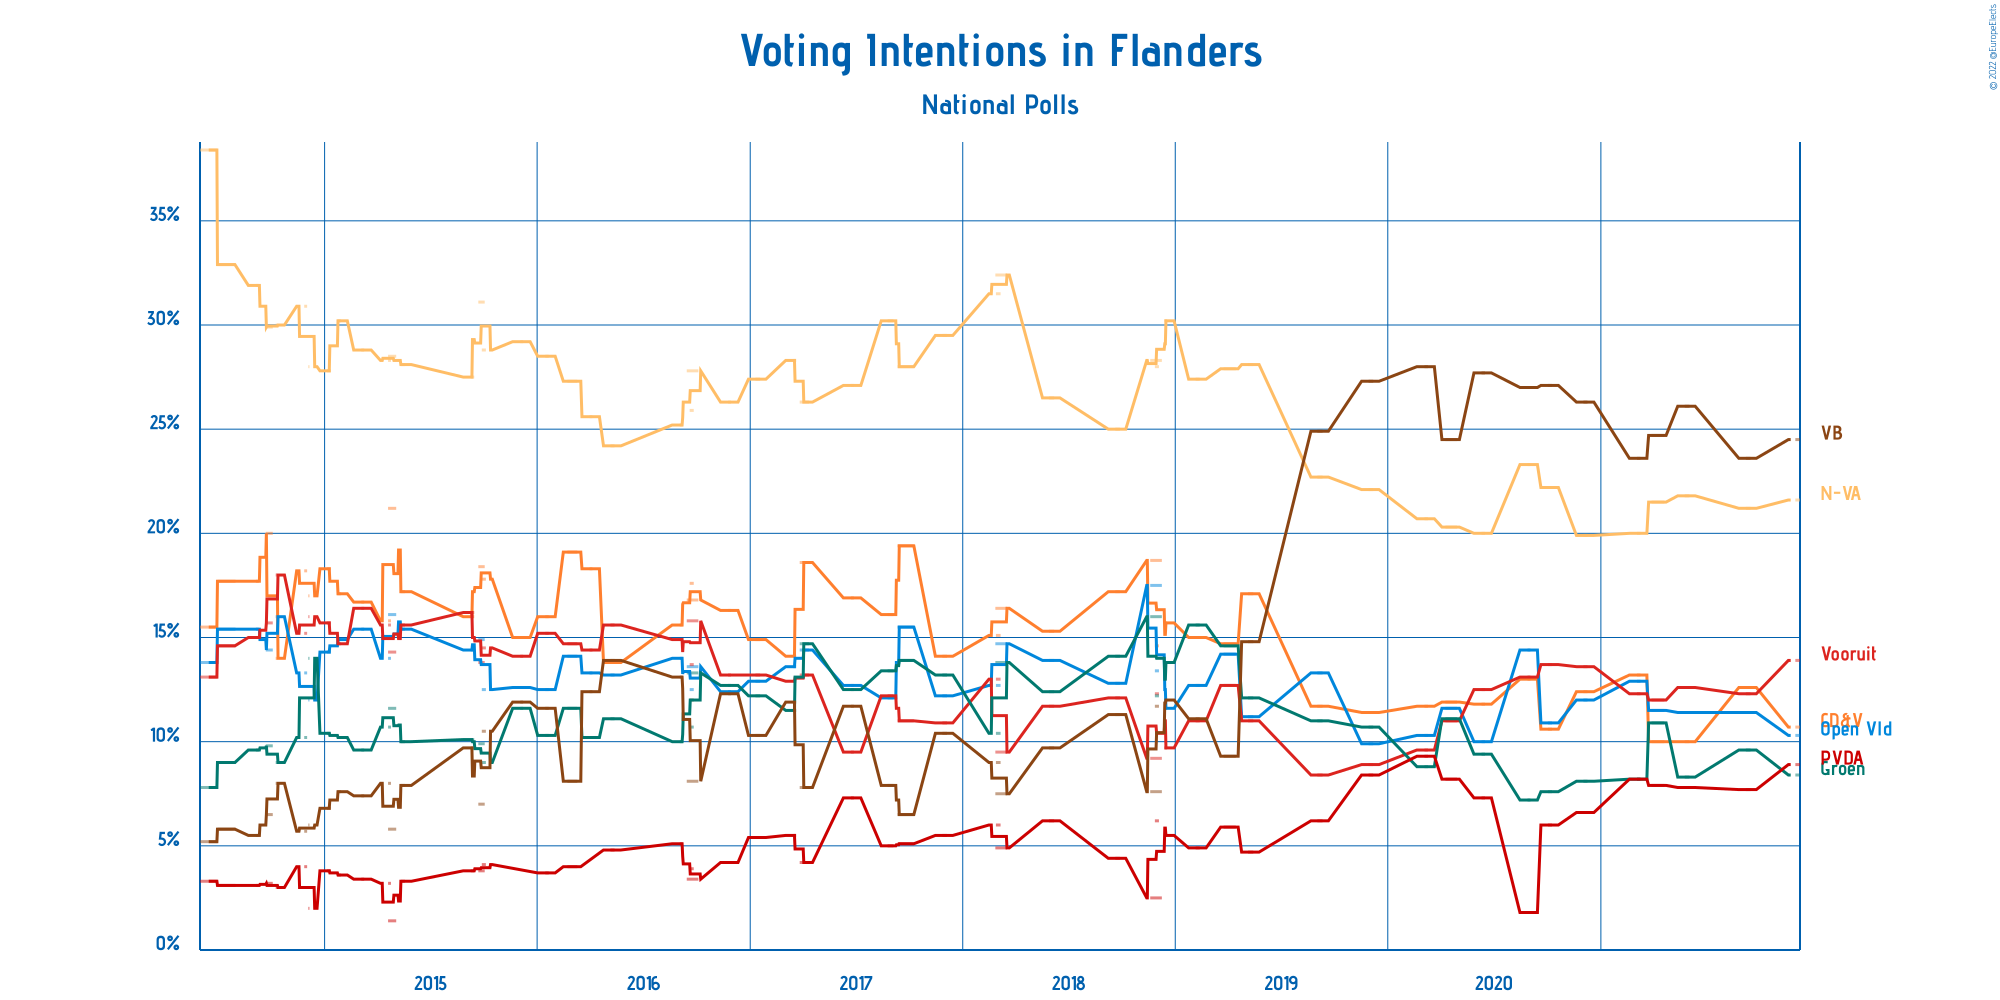 Voting Intentions in Flanders
National Polls
© 2022 @EuropeElects
35%
30%
25%
20%
15%
10%
5%
0%
VB
N-VA
Vooruit
CD&V
Open Vld
PVDA
Groen
2015
2016
2017
2018
2019
2020